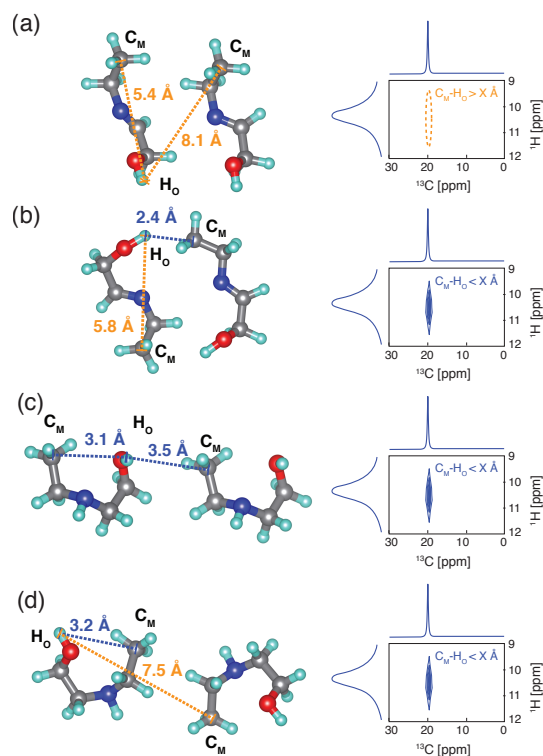 (a)
C_M
C_M
5.4 Å
8.1 Å
H_O
C_M-H_O > X Å
9
10
11
12
¹H [ppm]
30 20 10 0
¹³C [ppm]
(b)
2.4 Å
C_M
H_O
5.8 Å
C_M
C_M-H_O < X Å
9
10
11
12
¹H [ppm]
30 20 10 0
¹³C [ppm]
(c)
C_M
H_O
3.1 Å
3.5 Å
C_M
C_M-H_O < X Å
9
10
11
12
¹H [ppm]
30 20 10 0
¹³C [ppm]
(d)
3.2 Å
C_M
H_O
7.5 Å
C_M
C_M-H_O < X Å
9
10
11
12
¹H [ppm]
30 20 10 0
¹³C [ppm]